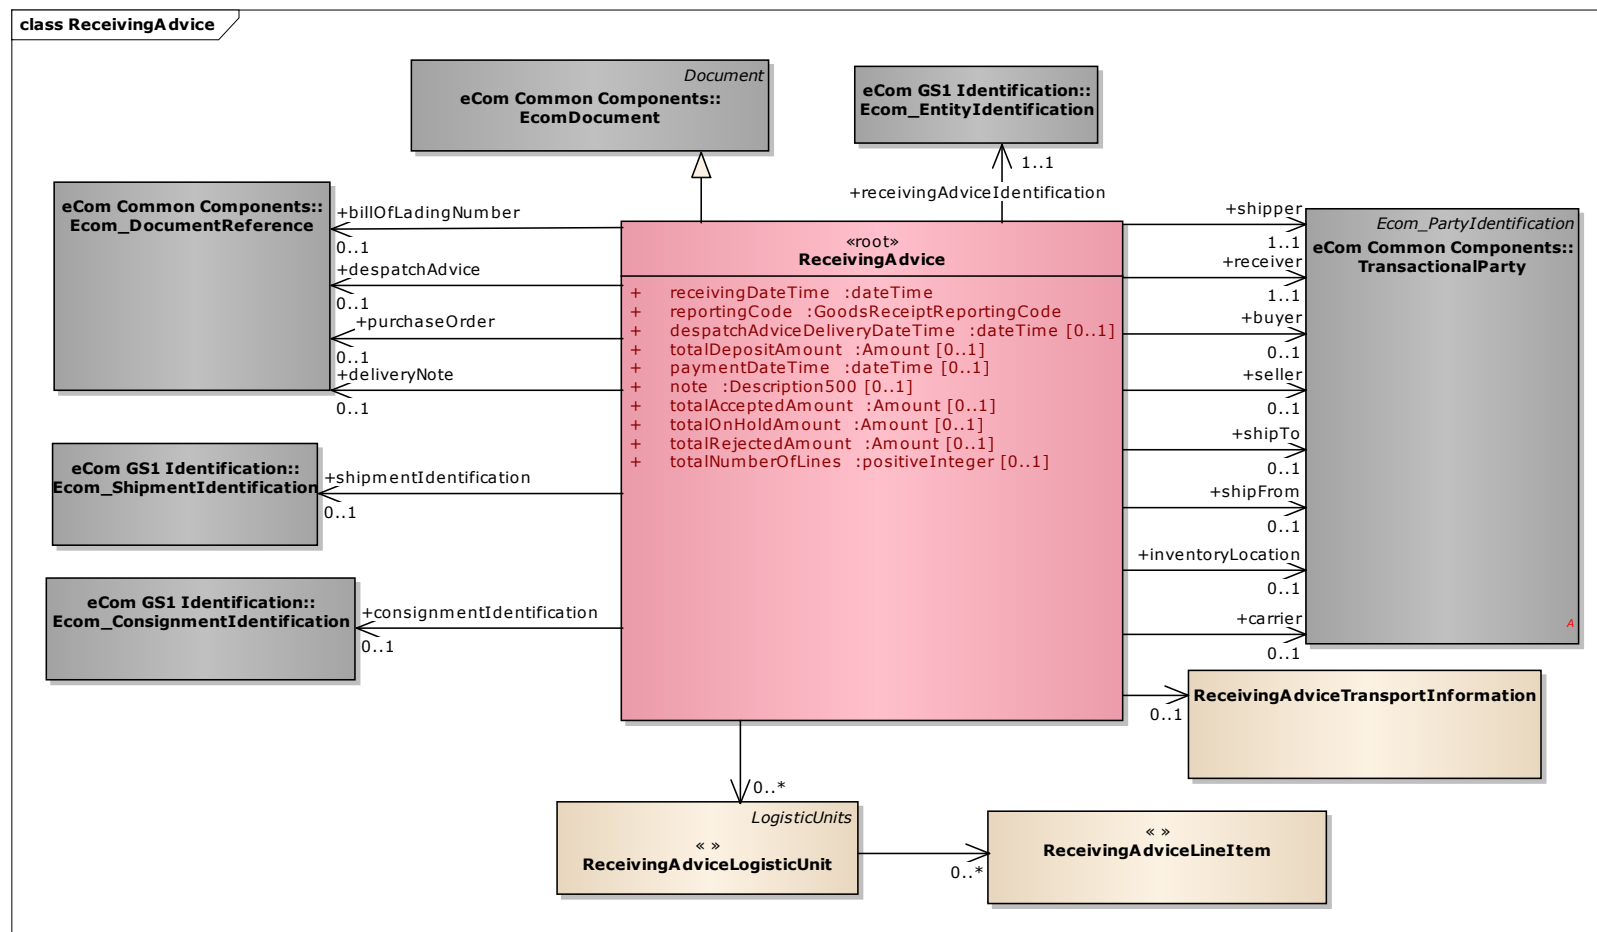 class ReceivingAdvice
Document
eCom Common Components::
EcomDocument
eCom GS1 Identification::
Ecom_EntityIdentification
1..1
+receivingAdviceIdentification
eCom Common Components::
Ecom_DocumentReference
+billOfLadingNumber
0..1
+despatchAdvice
0..1
+purchaseOrder
0..1
+deliveryNote
0..1
eCom GS1 Identification::
Ecom_ShipmentIdentification
+shipmentIdentification
0..1
eCom GS1 Identification::
Ecom_ConsignmentIdentification
+consignmentIdentification
0..1
«root»
ReceivingAdvice
+ receivingDateTime :dateTime
+ reportingCode :GoodsReceiptReportingCode
+ despatchAdviceDeliveryDateTime :dateTime [0..1]
+ totalDepositAmount :Amount [0..1]
+ paymentDateTime :dateTime [0..1]
+ note :Description500 [0..1]
+ totalAcceptedAmount :Amount [0..1]
+ totalOnHoldAmount :Amount [0..1]
+ totalRejectedAmount :Amount [0..1]
+ totalNumberOfLines :positiveInteger [0..1]
+shipper
1..1
+receiver
1..1
+buyer
0..1
+seller
0..1
+shipTo
0..1
+shipFrom
0..1
+inventoryLocation
0..1
+carrier
0..1
Ecom_PartyIdentification
eCom Common Components::
TransactionalParty
A
0..1
ReceivingAdviceTransportInformation
0..*
LogisticUnits
« »
ReceivingAdviceLogisticUnit
0..*
« »
ReceivingAdviceLineItem